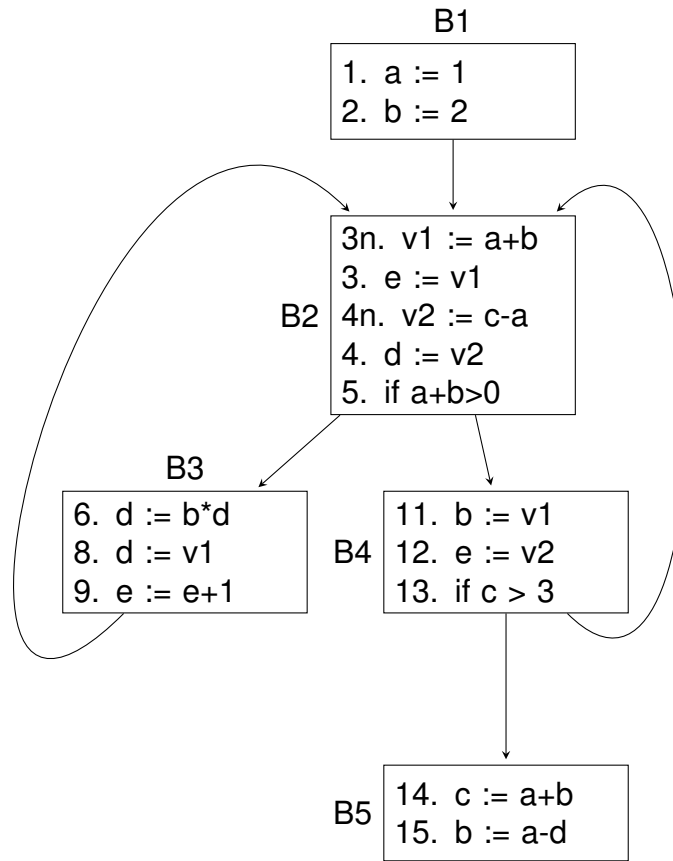 B1
1. a := 1
2. b := 2
B2
3n. v1 := a+b
3. e := v1
4n. v2 := c-a
4. d := v2
5. if a+b>0
B3
6. d := b*d
8. d := v1
9. e := e+1
B4
11. b := v1
12. e := v2
13. if c > 3
B5
14. c := a+b
15. b := a-d